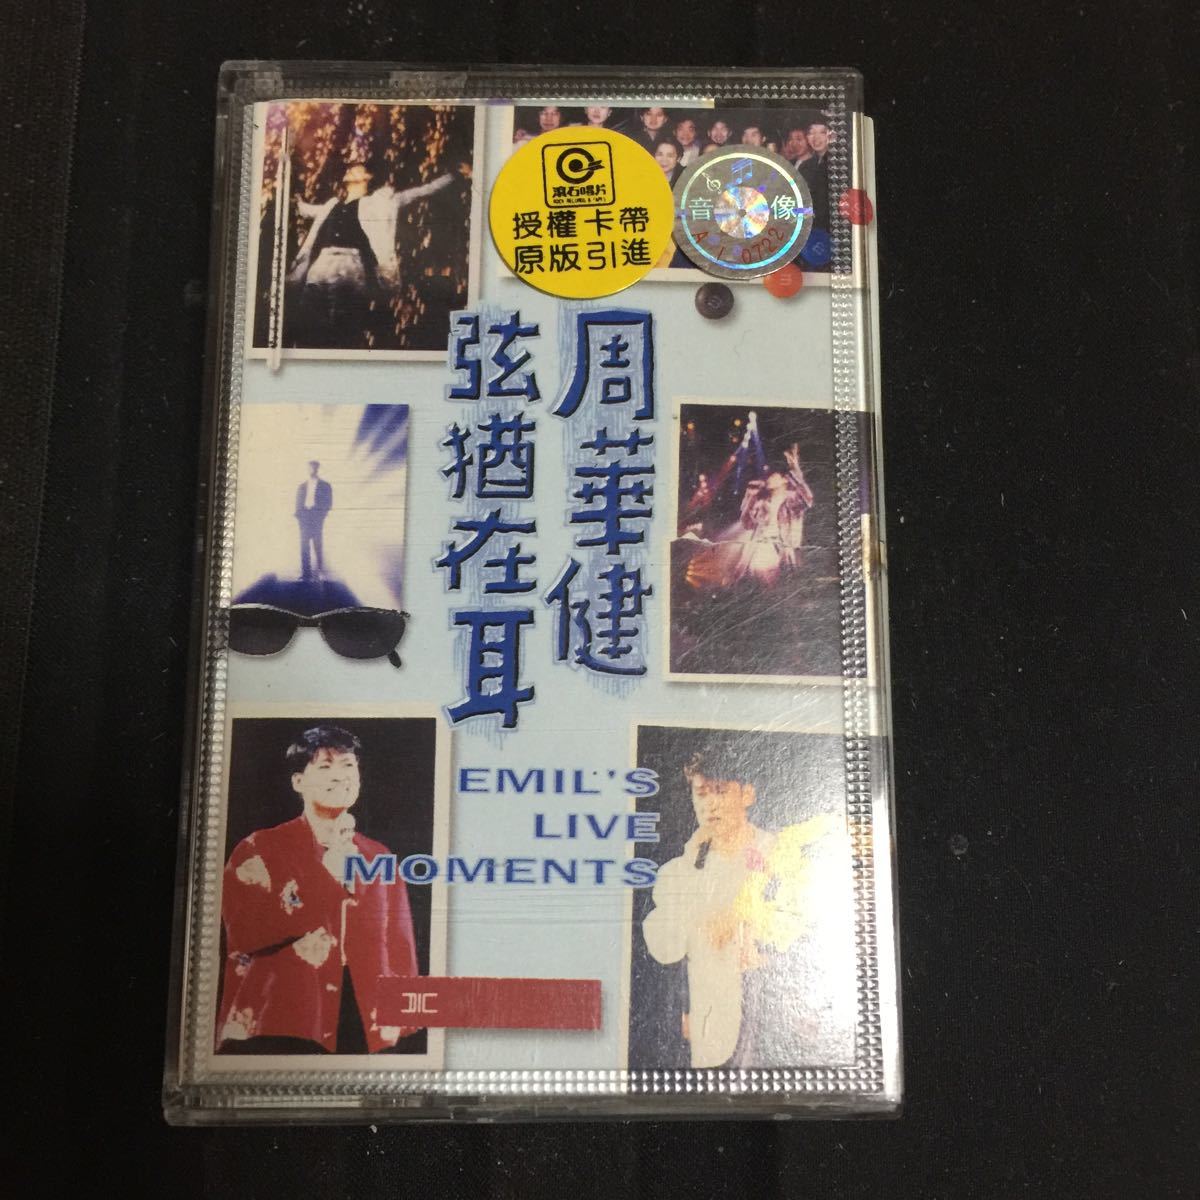 滾石唱片
授權卡帶
原版引進
音像
A J 0722
周華健
弦猶在耳
EMIL'S
LIVE
MOMENTS